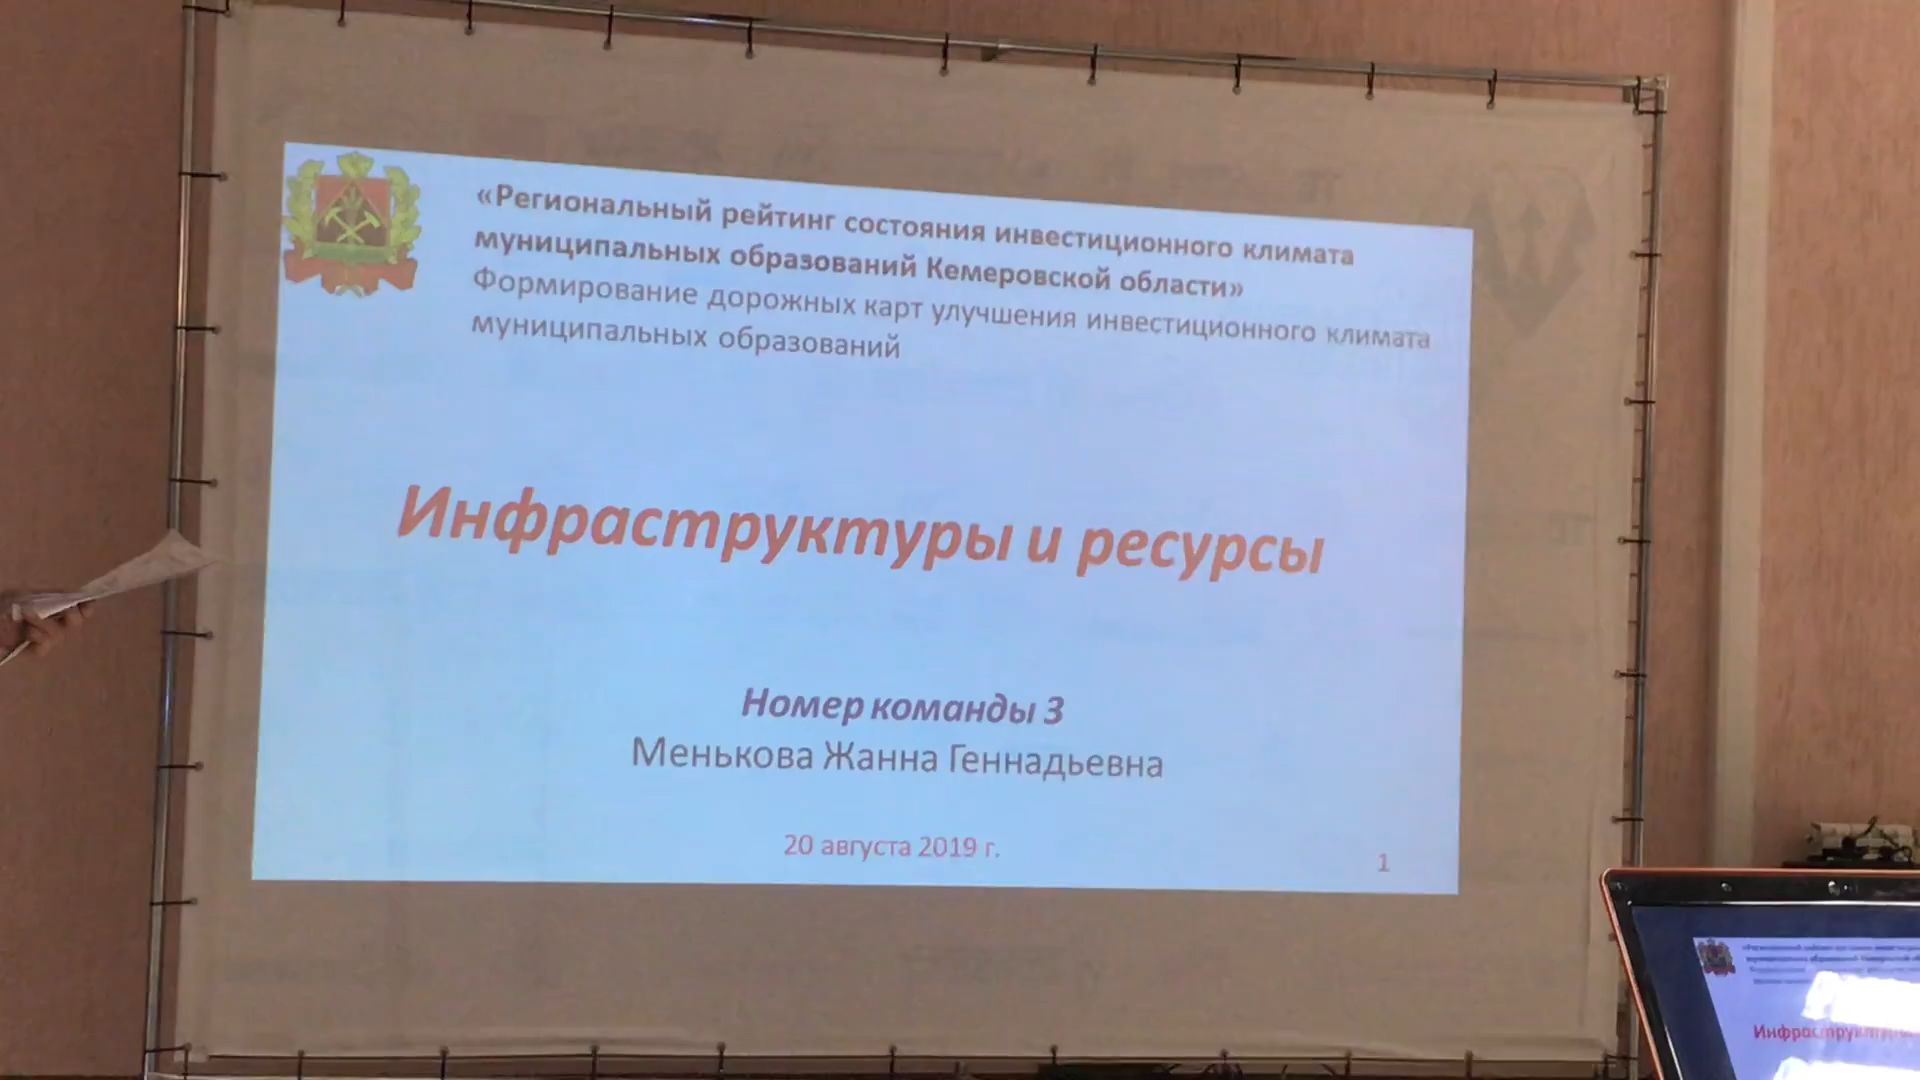 «Региональный рейтинг состояния инвестиционного климата
муниципальных образований Кемеровской области»
Формирование дорожных карт улучшения инвестиционного климата
муниципальных образований
Инфраструктуры и ресурсы
Номер команды 3
Менькова Жанна Геннадьевна
20 августа 2019 г.
1